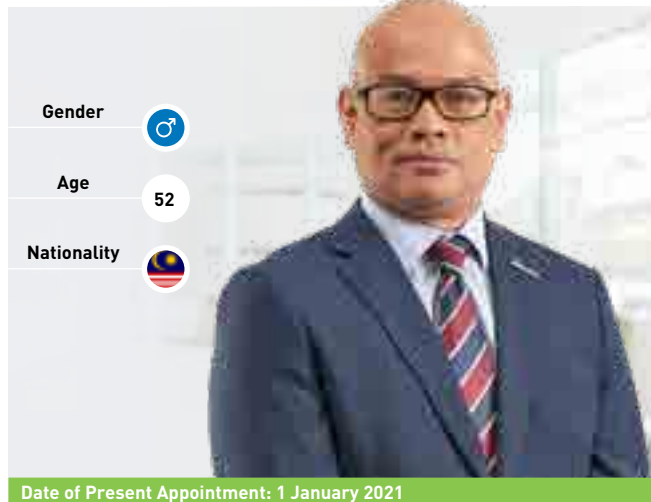 Gender
Age
52
Nationality
Date of Present Appointment: 1 January 2021